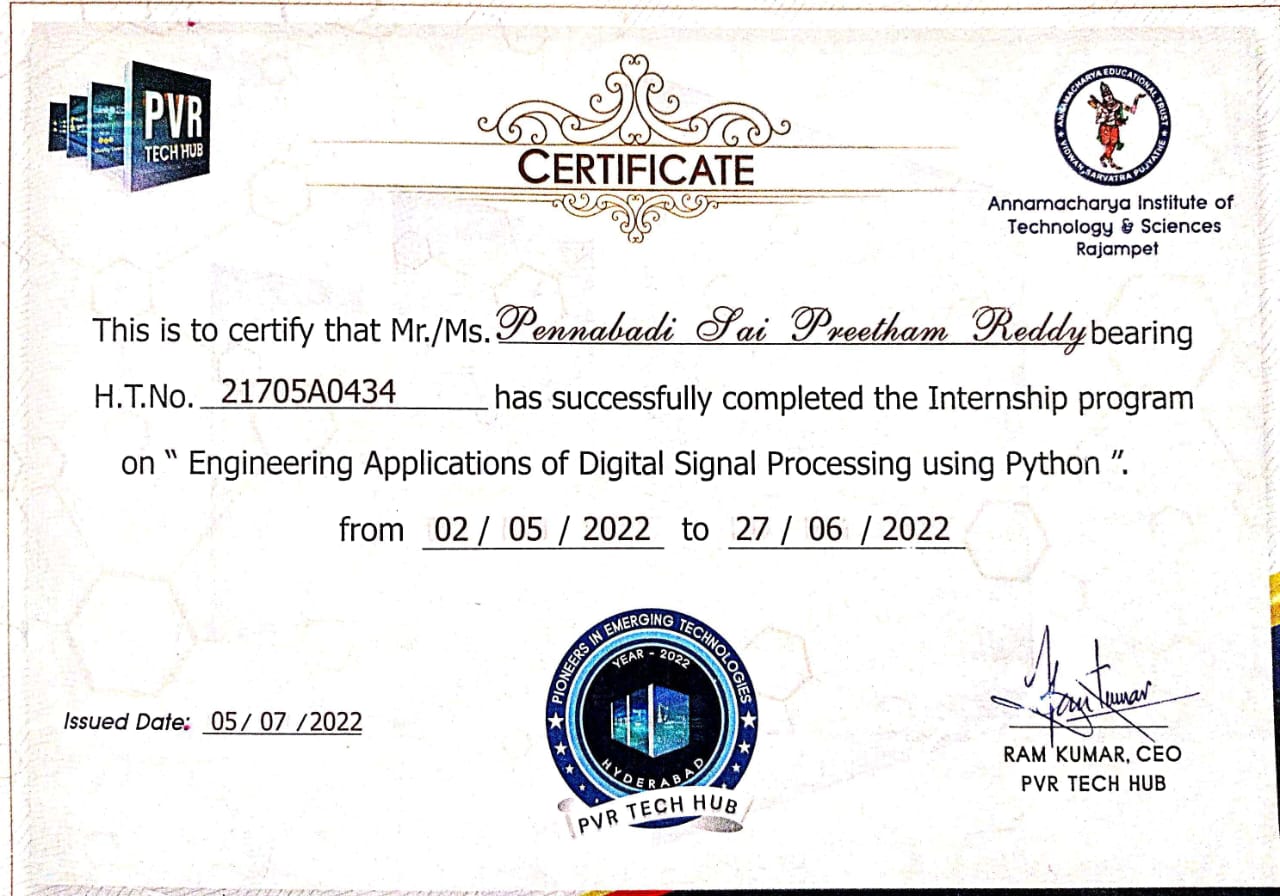 PVR
TECH HUB
CERTIFICATE
ANNAMACHARYA EDUCATIONAL TRUST
VIDWAN SARVATRA PUJYATHE
Annamacharya Institute of
Technology & Sciences
Rajampet
This is to certify that Mr./Ms. Pennabadi Sai Preetham Reddy bearing
H.T.No. 21705A0434 has successfully completed the Internship program
on “ Engineering Applications of Digital Signal Processing using Python ”.
from 02 / 05 / 2022 to 27 / 06 / 2022
PIONEERS IN EMERGING TECHNOLOGIES
YEAR - 2022
HYDERABAD
PVR TECH HUB
Issued Date: 05/ 07 /2022
RAM KUMAR, CEO
PVR TECH HUB